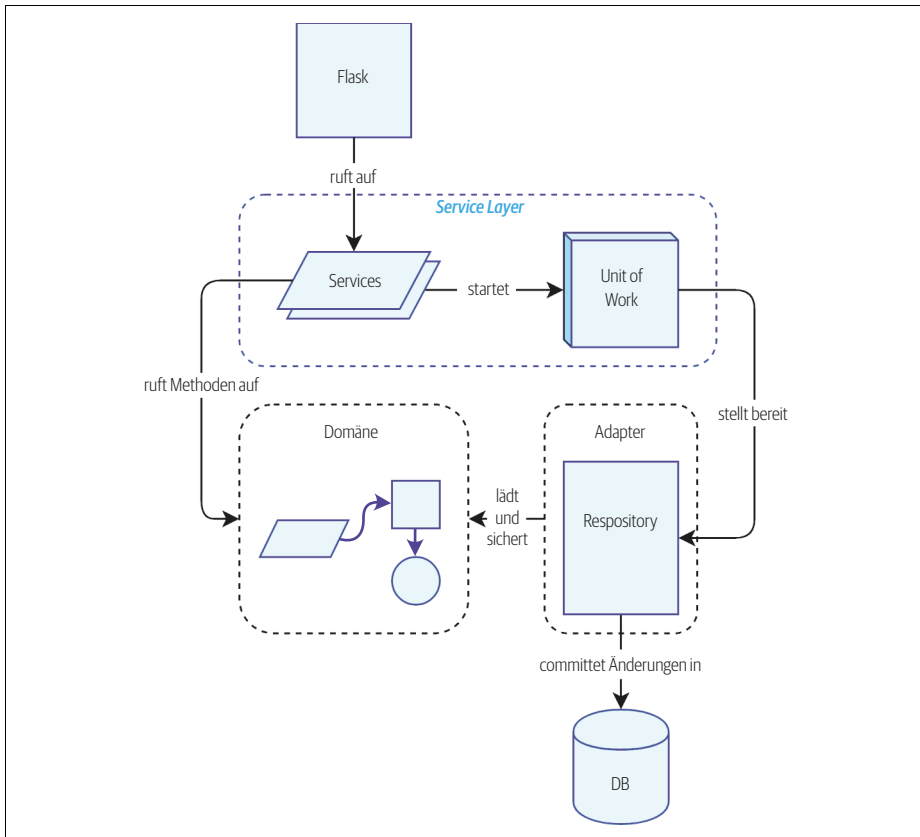 Flask
ruft auf
Service Layer
Services
startet
Unit of
Work
ruft Methoden auf
stellt bereit
Domäne
Adapter
lädt
und
sichert
Respository
committet Änderungen in
DB